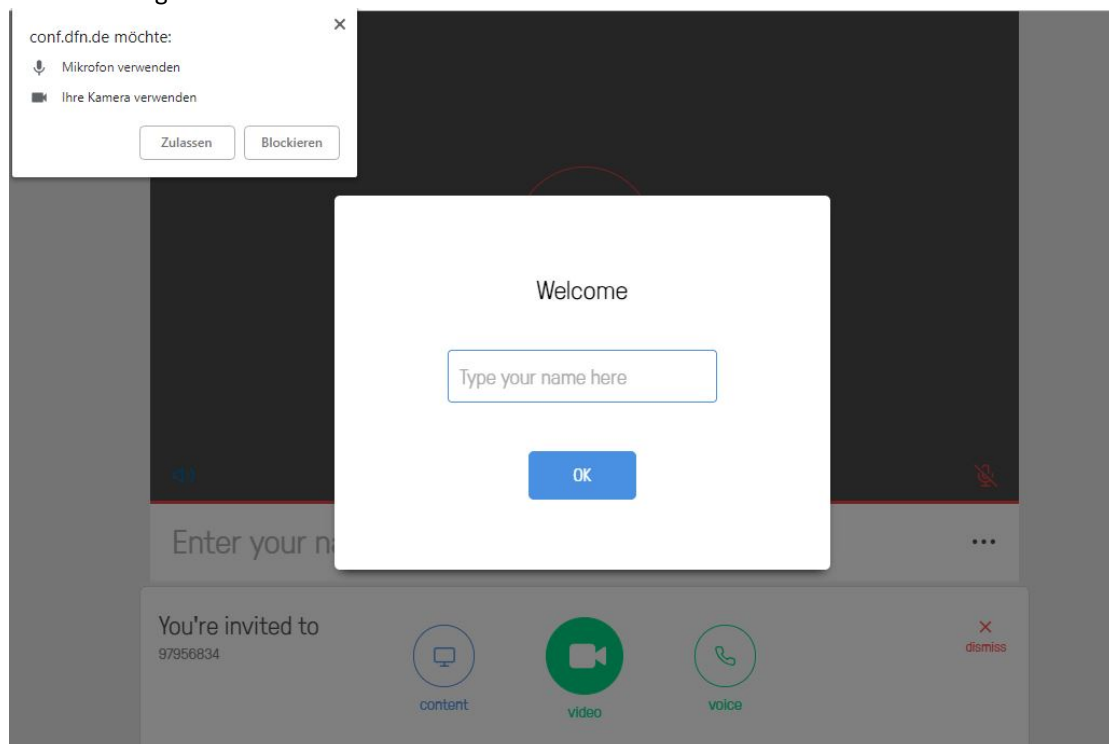 conf.dfn.de möchte:
Mikrofon verwenden
Ihre Kamera verwenden
Zulassen
Blockieren
Welcome
Type your name here
OK
Enter your
You're invited to
97956834
content
video
voice
dismiss